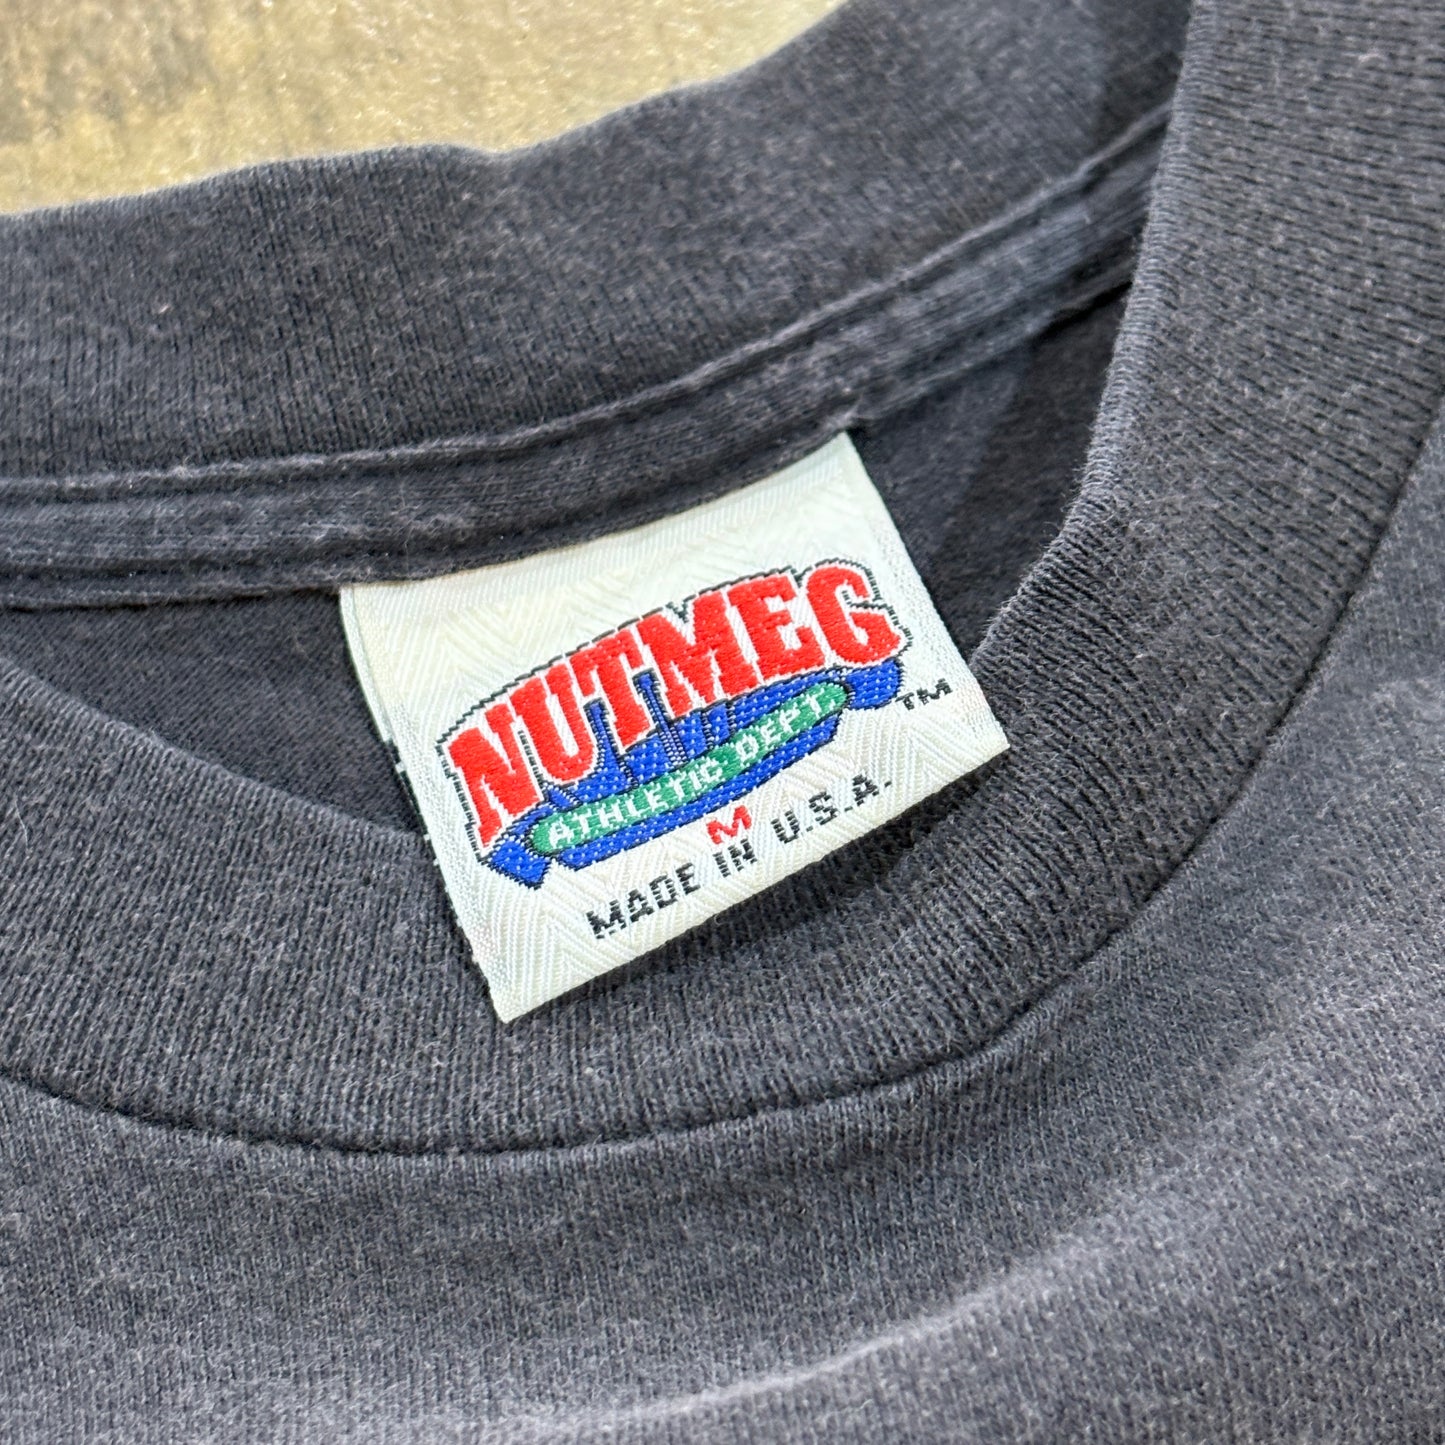 NUTMEG
TM
ATHLETIC DEPT.
M
MADE IN U.S.A.